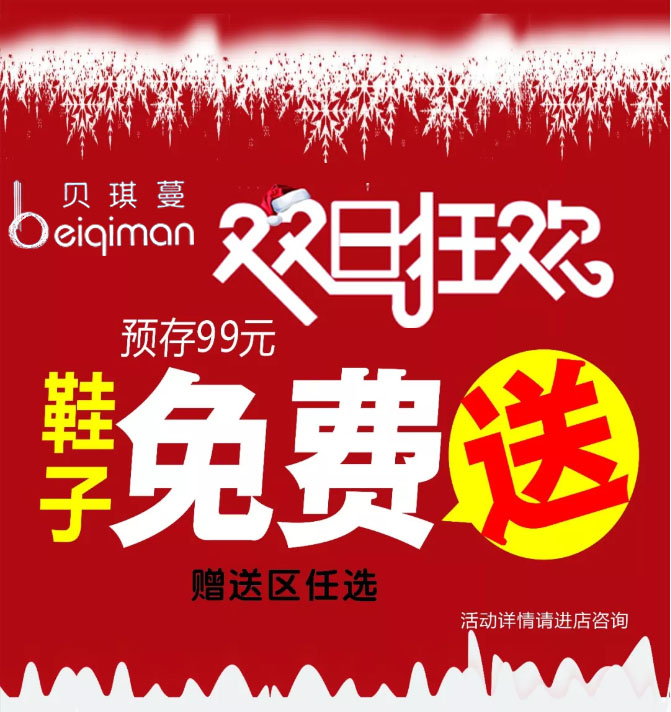 贝琪蔓
beiqiman
双旦狂欢
预存99元
鞋子
免费送
赠送区任选
活动详情请进店咨询